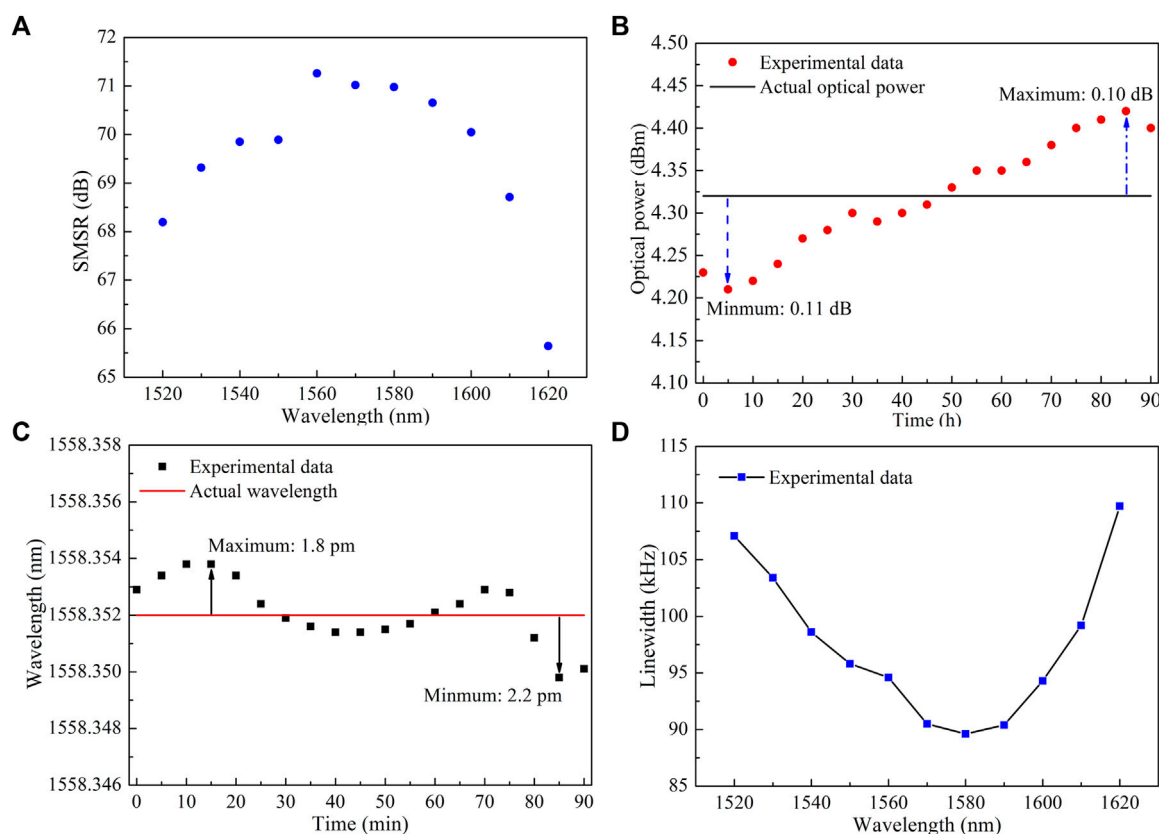 A
72
71
70
69
68
67
66
65
SMSR (dB)
1520 1540 1560 1580 1600 1620
Wavelength (nm)
B
4.50
4.45
4.40
4.35
4.30
4.25
4.20
4.15
4.10
Optical power (dBm)
Experimental data
Actual optical power
Maximum: 0.10 dB
Minmum: 0.11 dB
0 10 20 30 40 50 60 70 80 90
Time (h)
C
1558.358
1558.356
1558.354
1558.352
1558.350
1558.348
1558.346
Wavelength (nm)
Experimental data
Actual wavelength
Maximum: 1.8 pm
Minmum: 2.2 pm
0 10 20 30 40 50 60 70 80 90
Time (min)
D
115
110
105
100
95
90
85
Linewidth (kHz)
Experimental data
1520 1540 1560 1580 1600 1620
Wavelength (nm)